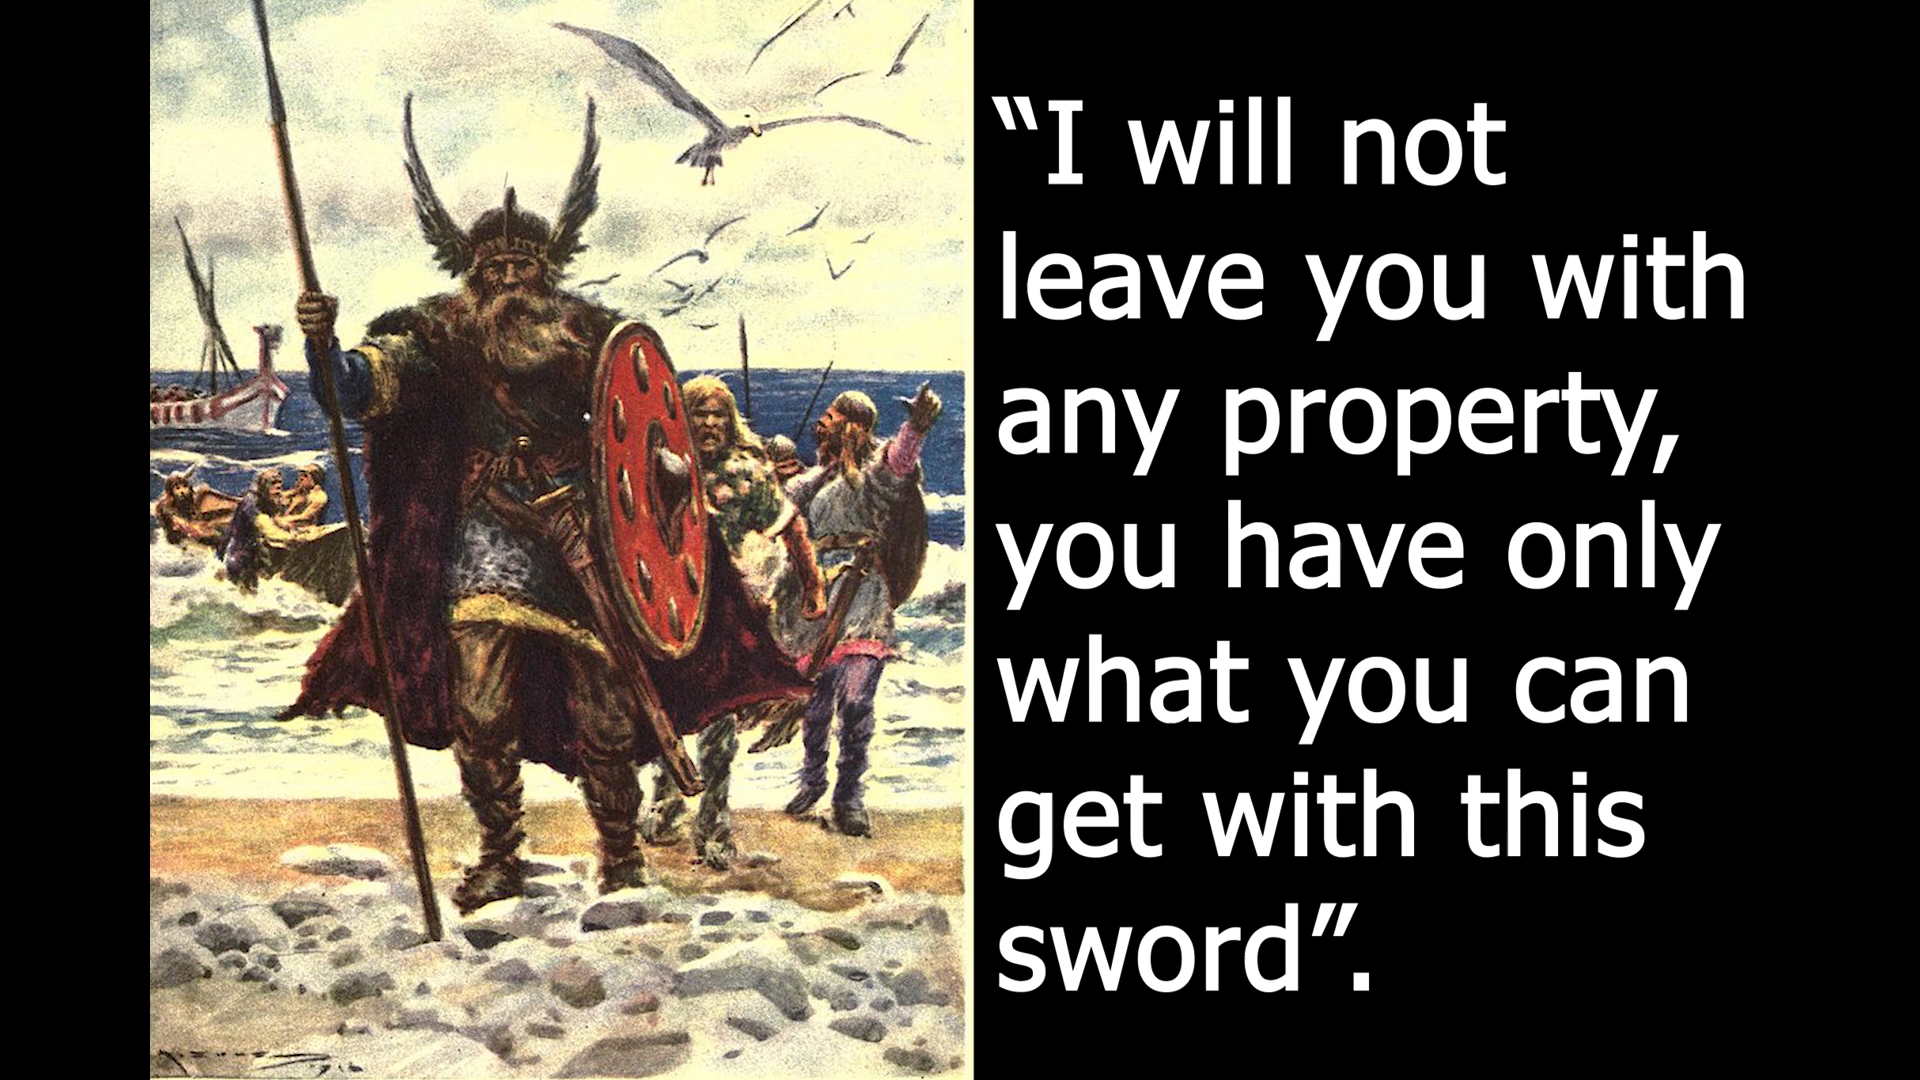 “I will not
leave you with
any property,
you have only
what you can
get with this
sword”.